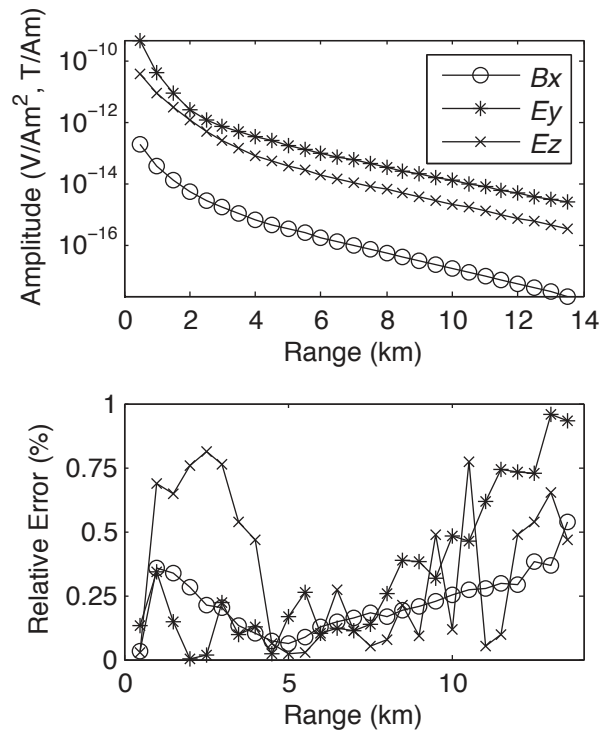 Amplitude (V/Am², T/Am)
10⁻¹⁰
10⁻¹²
10⁻¹⁴
10⁻¹⁶
Bx
Ey
Ez
0 2 4 6 8 10 12 14
Range (km)
Relative Error (%)
1
0.75
0.5
0.25
0
0 5 10
Range (km)